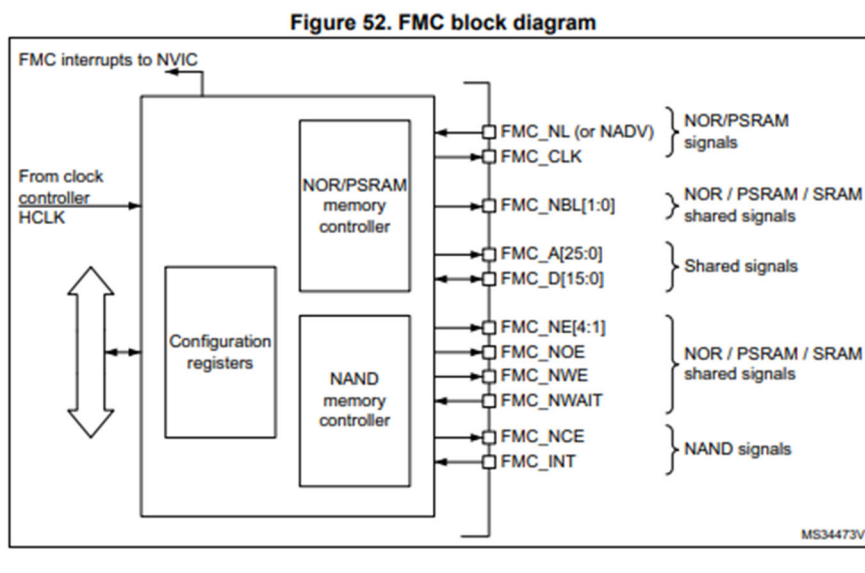 Figure 52. FMC block diagram
FMC interrupts to NVIC
From clock
controller
HCLK
Configuration
registers
NOR/PSRAM
memory
controller
NAND
memory
controller
FMC_NL (or NADV)
FMC_CLK
NOR/PSRAM
signals
FMC_NBL[1:0]
NOR / PSRAM / SRAM
shared signals
FMC_A[25:0]
FMC_D[15:0]
Shared signals
FMC_NE[4:1]
FMC_NOE
FMC_NWE
FMC_NWAIT
NOR / PSRAM / SRAM
shared signals
FMC_NCE
FMC_INT
NAND signals
MS34473V